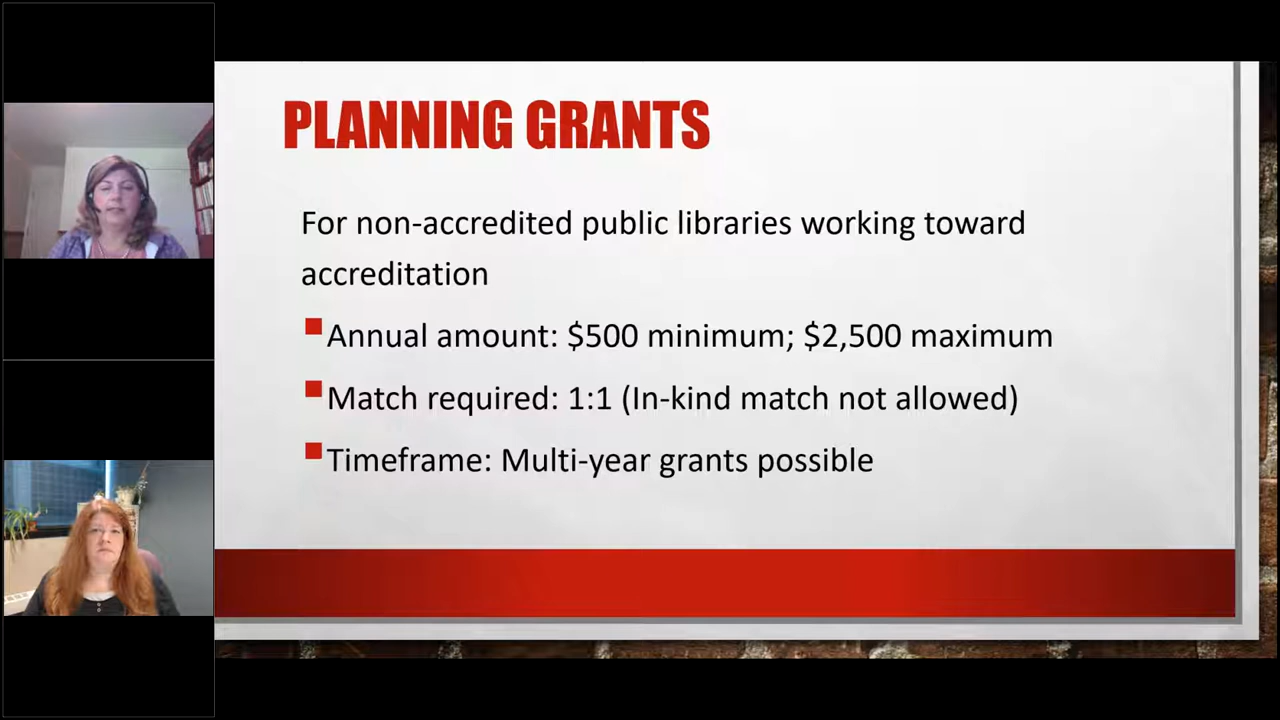 PLANNING GRANTS
For non-accredited public libraries working toward
accreditation
Annual amount: $500 minimum; $2,500 maximum
Match required: 1:1 (In-kind match not allowed)
Timeframe: Multi-year grants possible